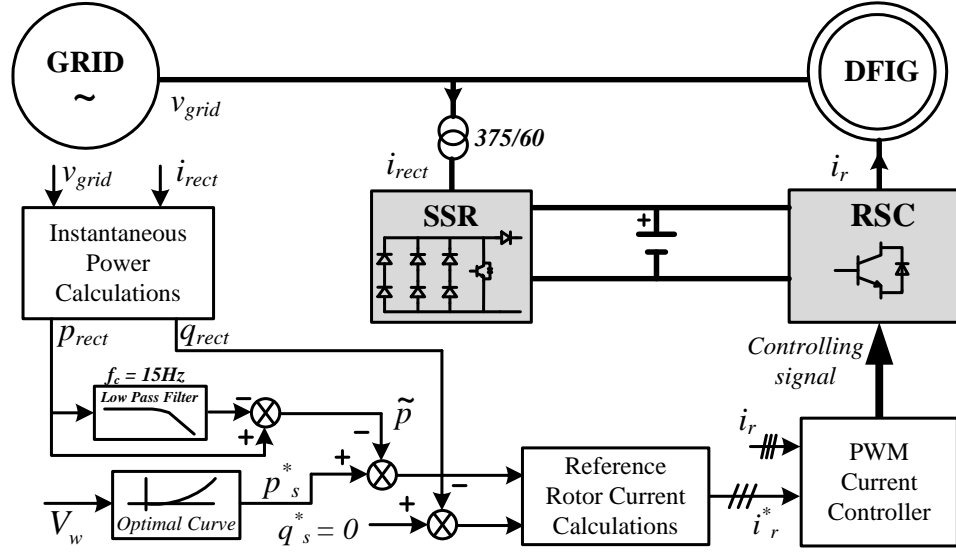 GRID
~
DFIG
v_grid
375/60
v_grid
i_rect
i_rect
i_r
SSR
RSC
+
Instantaneous
Power
Calculations
p_rect
q_rect
Controlling
signal
f_c = 15Hz
Low Pass Filter
−
+
p̃
−
i_r
PWM
Current
Controller
Reference
Rotor Current
Calculations
+
−
p*_s
+
V_w
Optimal Curve
q*_s = 0
i*_r